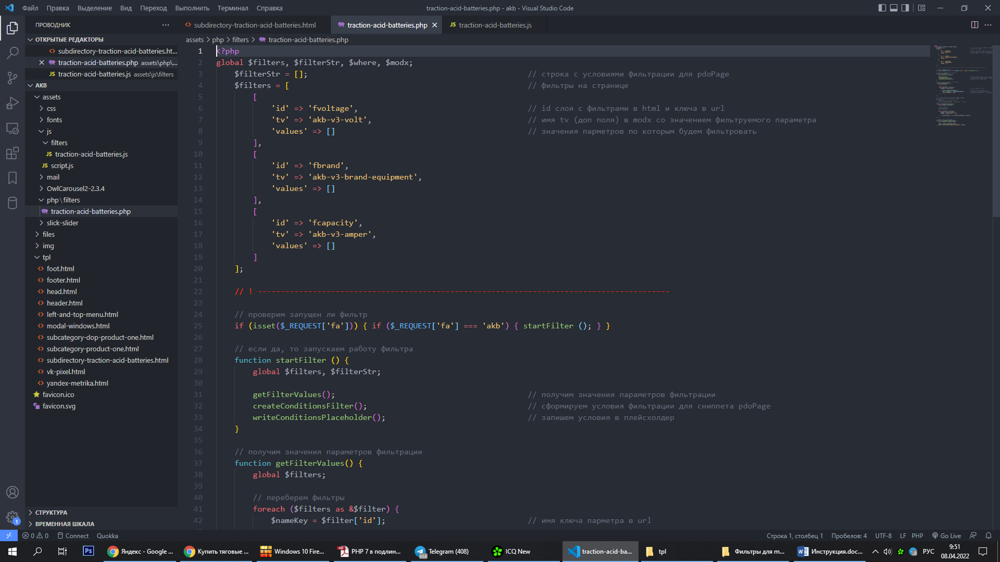 Файл Правка Выделение Вид Переход Выполнить Терминал Справка
traction-acid-batteries.php - akb - Visual Studio Code
ПРОВОДНИК
ОТКРЫТЫЕ РЕДАКТОРЫ
subdirectory-traction-acid-batteries.ht...
traction-acid-batteries.php assets\php\...
traction-acid-batteries.js assets\js\filters
АКВ
assets
css
fonts
js
filters
traction-acid-batteries.js
script.js
mail
OwlCarousel2-2.3.4
php\filters
traction-acid-batteries.php
slick-slider
files
img
tpl
foot.html
footer.html
head.html
header.html
left-and-top-menu.html
modal-windows.html
subcategory-dop-product-one.html
subcategory-product-one.html
subdirectory-traction-acid-batteries.html
vk-pixel.html
yandex-metrika.html
favicon.ico
favicon.svg
СТРУКТУРА
ВРЕМЕННАЯ ШКАЛА
1
subdirectory-traction-acid-batteries.html
traction-acid-batteries.php
JS traction-acid-batteries.js
assets > php > filters > traction-acid-batteries.php
1 <?php
2 global $filters, $filterStr, $where, $modx;
3 $filterStr = []; // строка с условиями фильтрации для pdoPage
4 $filters = [ // фильтры на странице
5 [
6 'id' => 'fvoltage', // id слоя с фильтрами в html и ключа в url
7 'tv' => 'akb-v3-volt', // имя tv (доп поля) в modx со значением фильтруемого параметра
8 'values' => [] // значения парметров по которым будем фильтровать
9 ],
10 [
11 'id' => 'fbrand',
12 'tv' => 'akb-v3-brand-equipment',
13 'values' => []
14 ],
15 [
16 'id' => 'fcapacity',
17 'tv' => 'akb-v3-amper',
18 'values' => []
19 ]
20 ];
21
22 // ! ------------------------------------------------------------------------------------------
23
24 // проверим запущен ли фильтр
25 if (isset($_REQUEST['fa'])) { if ($_REQUEST['fa'] === 'akb') { startFilter (); } }
26
27 // если да, то запускаем работу фильтра
28 function startFilter () {
29 global $filters, $filterStr;
30
31 getFilterValues(); // получим значения параметров фильтрации
32 createConditionsFilter(); // сформируем условия фильтрации для сниппета pdoPage
33 writeConditionsPlaceholder(); // запишем условия в плейсхолдер
34 }
35
36 // получим значения параметров фильтрации
37 function getFilterValues() {
38 global $filters;
39
40 // переберем фильтры
41 foreach ($filters as &$filter) {
42 $nameKey = $filter['id']; // имя ключа парметра в url
0 0 Connect Quokka
Строка 1, столбец 1 Пробелов: 4 UTF-8 LF PHP Go Live
Ps
Яндекс - Google ...
Купить тяговые ...
Windows 10 Fire...
PHP 7 в подлин...
Telegram (408)
408
ICQ New
traction-acid-ba...
tpl
Фильтры для m...
Инструкция.doc...
РУС
9:51
08.04.2022